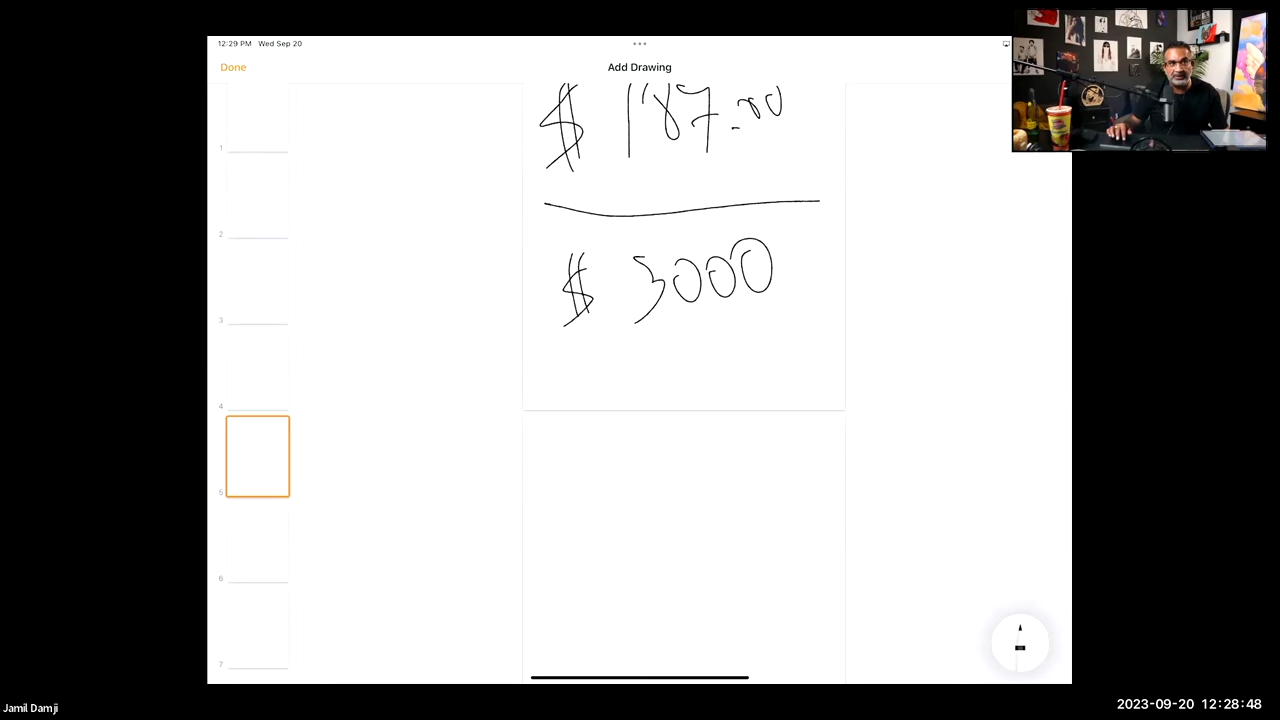 12:29 PM Wed Sep 20
Done
Add Drawing
$ 187.00
$ 3000
1
2
3
4
5
6
7
Jamil Damji
2023-09-20 12:28:48